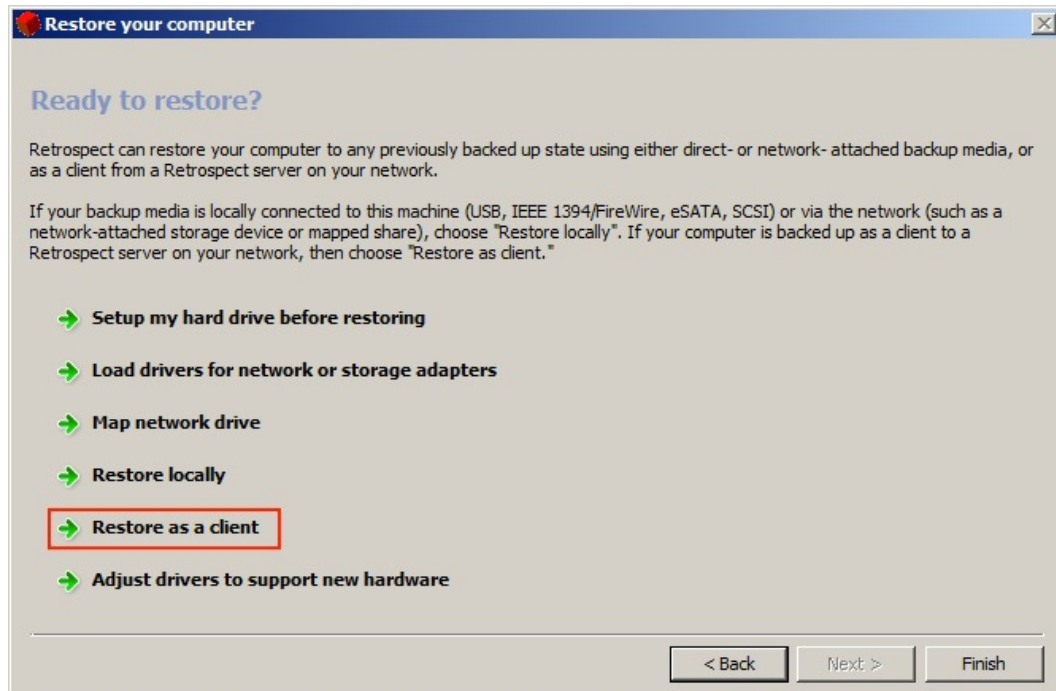 Restore your computer
Ready to restore?
Retrospect can restore your computer to any previously backed up state using either direct- or network- attached backup media, or
as a client from a Retrospect server on your network.
If your backup media is locally connected to this machine (USB, IEEE 1394/FireWire, eSATA, SCSI) or via the network (such as a
network-attached storage device or mapped share), choose "Restore locally". If your computer is backed up as a client to a
Retrospect server on your network, then choose "Restore as client."
Setup my hard drive before restoring
Load drivers for network or storage adapters
Map network drive
Restore locally
Restore as a client
Adjust drivers to support new hardware
< Back Next > Finish